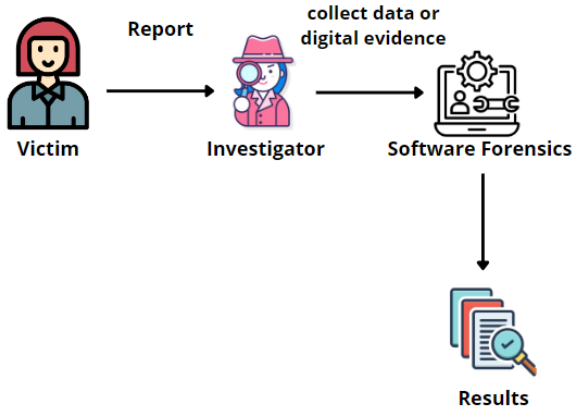 Report
collect data or
digital evidence
Victim
Investigator
Software Forensics
Results